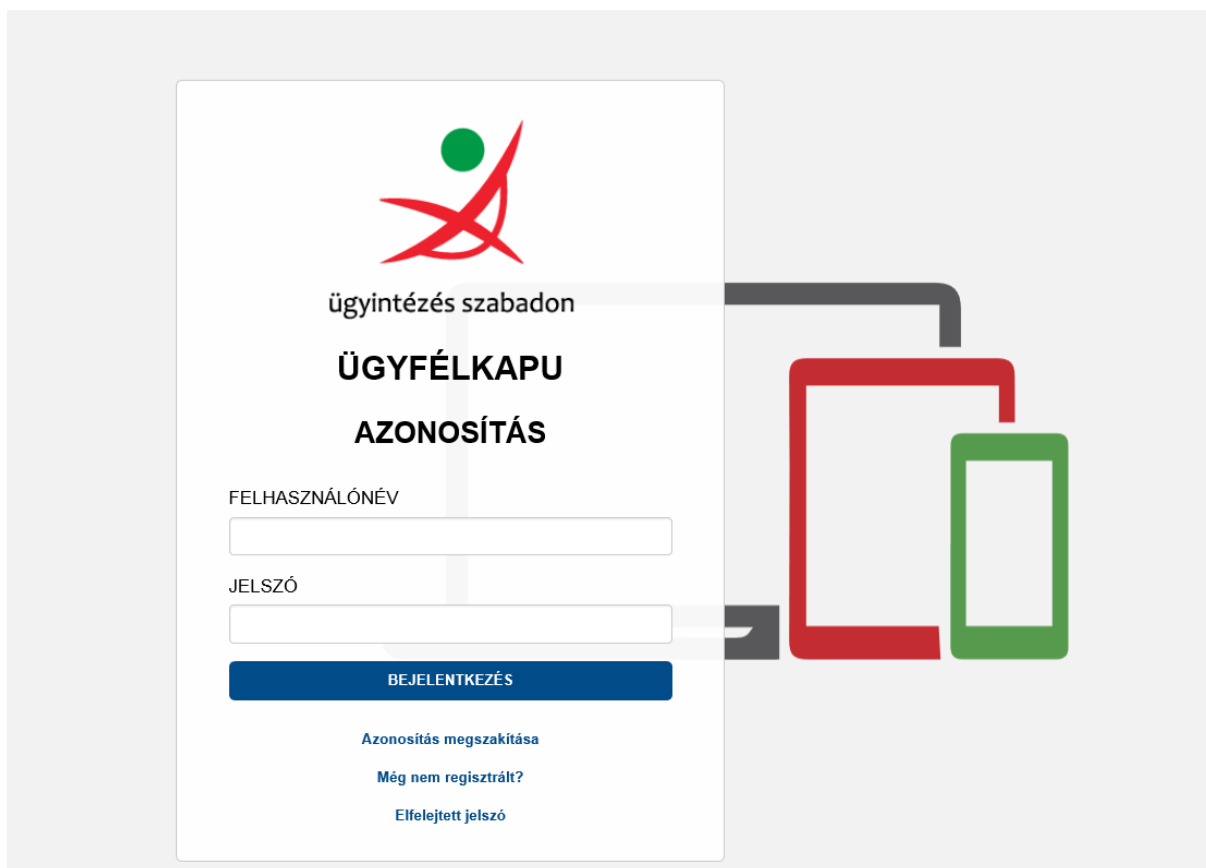 ügyintézés szabadon
ÜGYFÉLKAPU
AZONOSÍTÁS
FELHASZNÁLÓNÉV
JELSZÓ
BEJELENTKEZÉS
Azonosítás megszakítása
Még nem regisztrált?
Elfelejtett jelszó